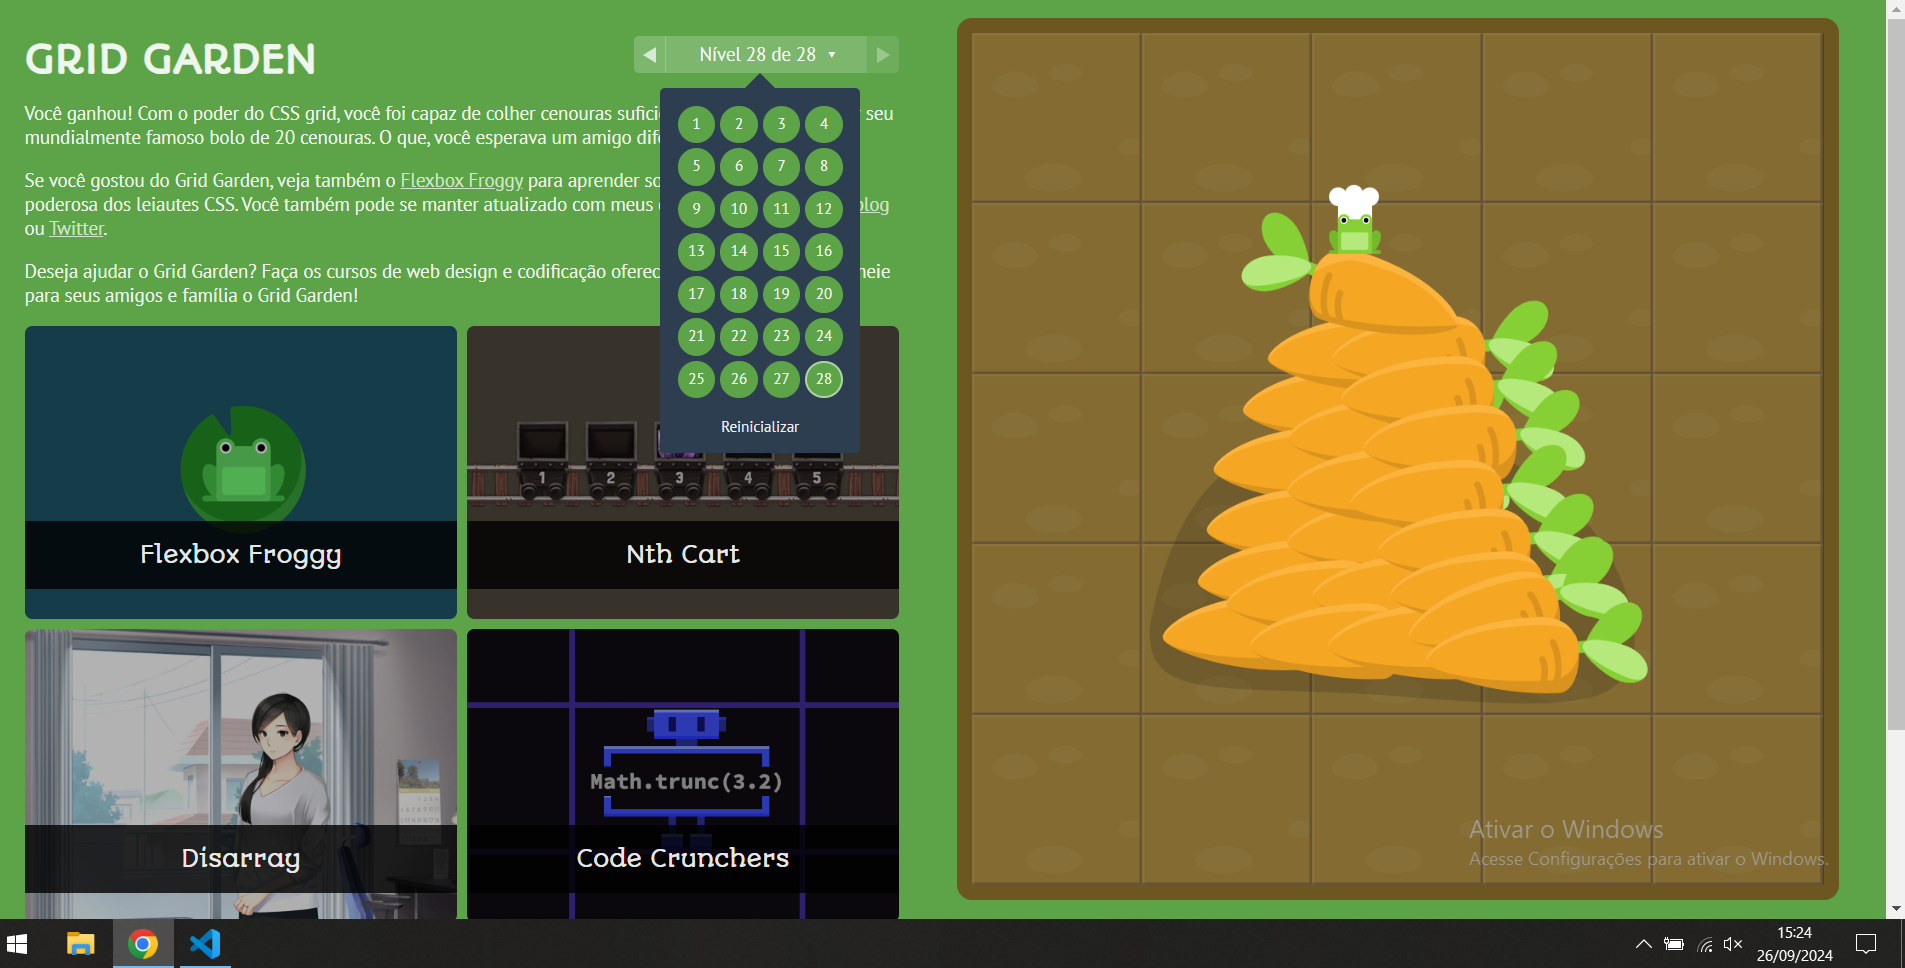 GRID GARDEN
Nível 28 de 28
Você ganhou! Com o poder do CSS grid, você foi capaz de colher cenouras sufici seu
mundialmente famoso bolo de 20 cenouras. O que, você esperava um amigo dif
Se você gostou do Grid Garden, veja também o Flexbox Froggy para aprender so
poderosa dos leiautes CSS. Você também pode se manter atualizado com meus blog
ou Twitter.
Deseja ajudar o Grid Garden? Faça os cursos de web design e codificação oferec neie
para seus amigos e família o Grid Garden!
1 2 3 4
5 6 7 8
9 10 11 12
13 14 15 16
17 18 19 20
21 22 23 24
25 26 27 28
Reinicializar
Flexbox Froggy
1 2 3 4 5
Nth Cart
Disarray
Math.trunc(3.2)
Code Crunchers
Ativar o Windows
Acesse Configurações para ativar o Windows.
15:24
26/09/2024